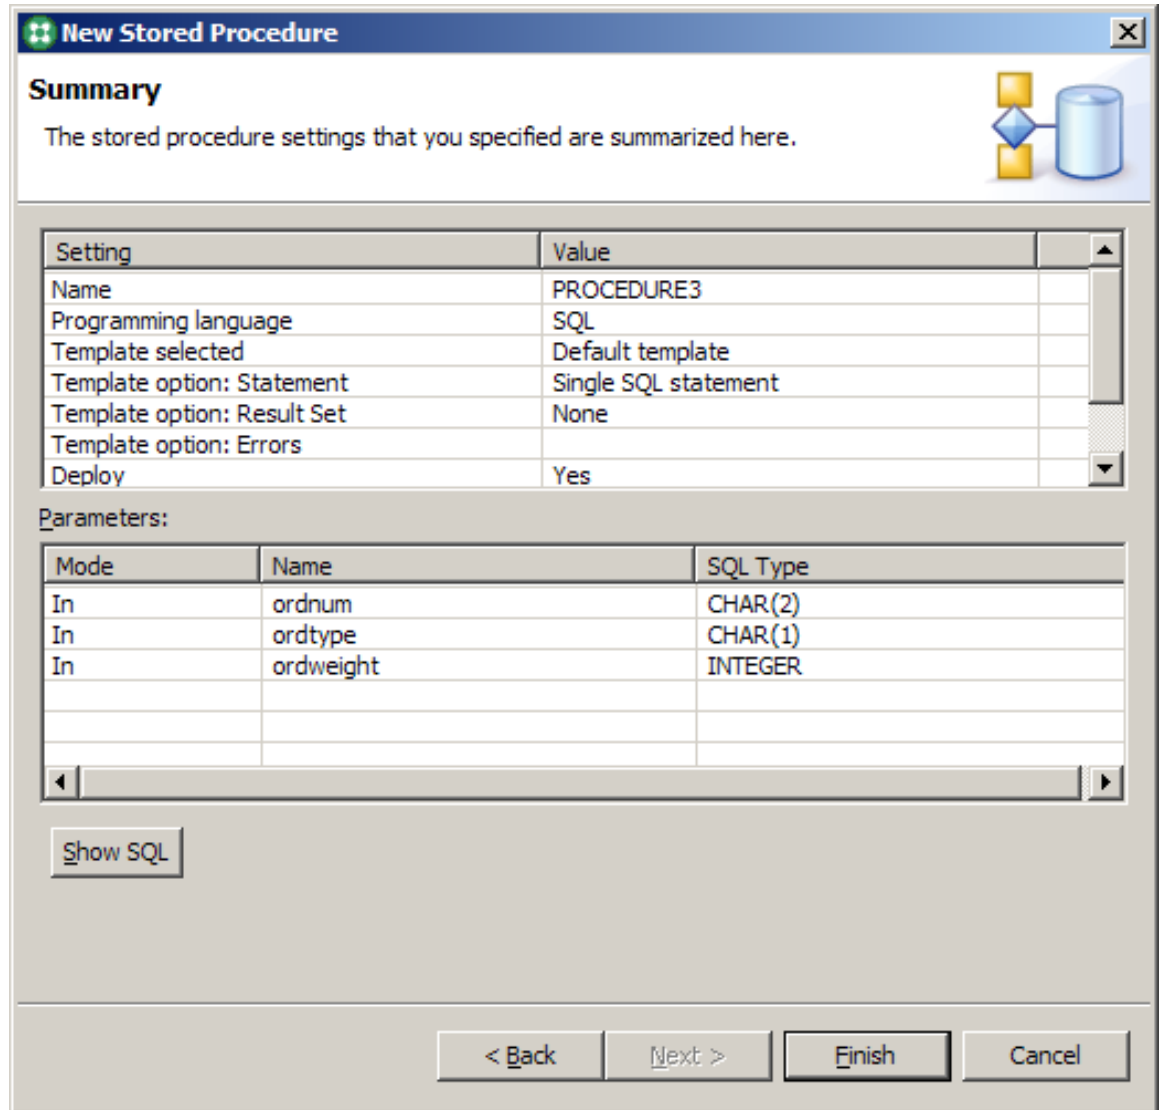 New Stored Procedure
Summary
The stored procedure settings that you specified are summarized here.
Setting Value
Name PROCEDURE3
Programming language SQL
Template selected Default template
Template option: Statement Single SQL statement
Template option: Result Set None
Template option: Errors
Deploy Yes
Parameters:
Mode Name SQL Type
In ordnum CHAR(2)
In ordtype CHAR(1)
In ordweight INTEGER
Show SQL
< Back Next > Finish Cancel